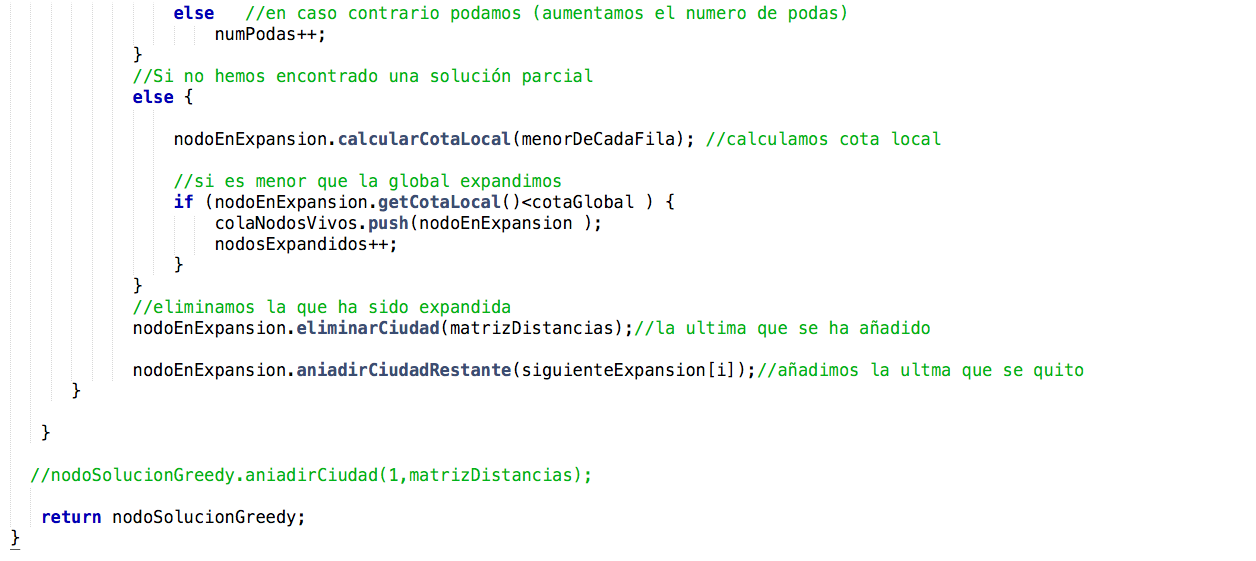 else   //en caso contrario podamos (aumentamos el numero de podas)
numPodas++;
}
//Si no hemos encontrado una solución parcial
else {
nodoEnExpansion.calcularCotaLocal(menorDeCadaFila); //calculamos cota local
//si es menor que la global expandimos
if (nodoEnExpansion.getCotaLocal()<cotaGlobal ) {
colaNodosVivos.push(nodoEnExpansion );
nodosExpandidos++;
}
}
//eliminamos la que ha sido expandida
nodoEnExpansion.eliminarCiudad(matrizDistancias);//la ultima que se ha añadido
nodoEnExpansion.aniadirCiudadRestante(siguienteExpansion[i]);//añadimos la ultma que se quito
}
}
//nodoSolucionGreedy.aniadirCiudad(1,matrizDistancias);
return nodoSolucionGreedy;
}